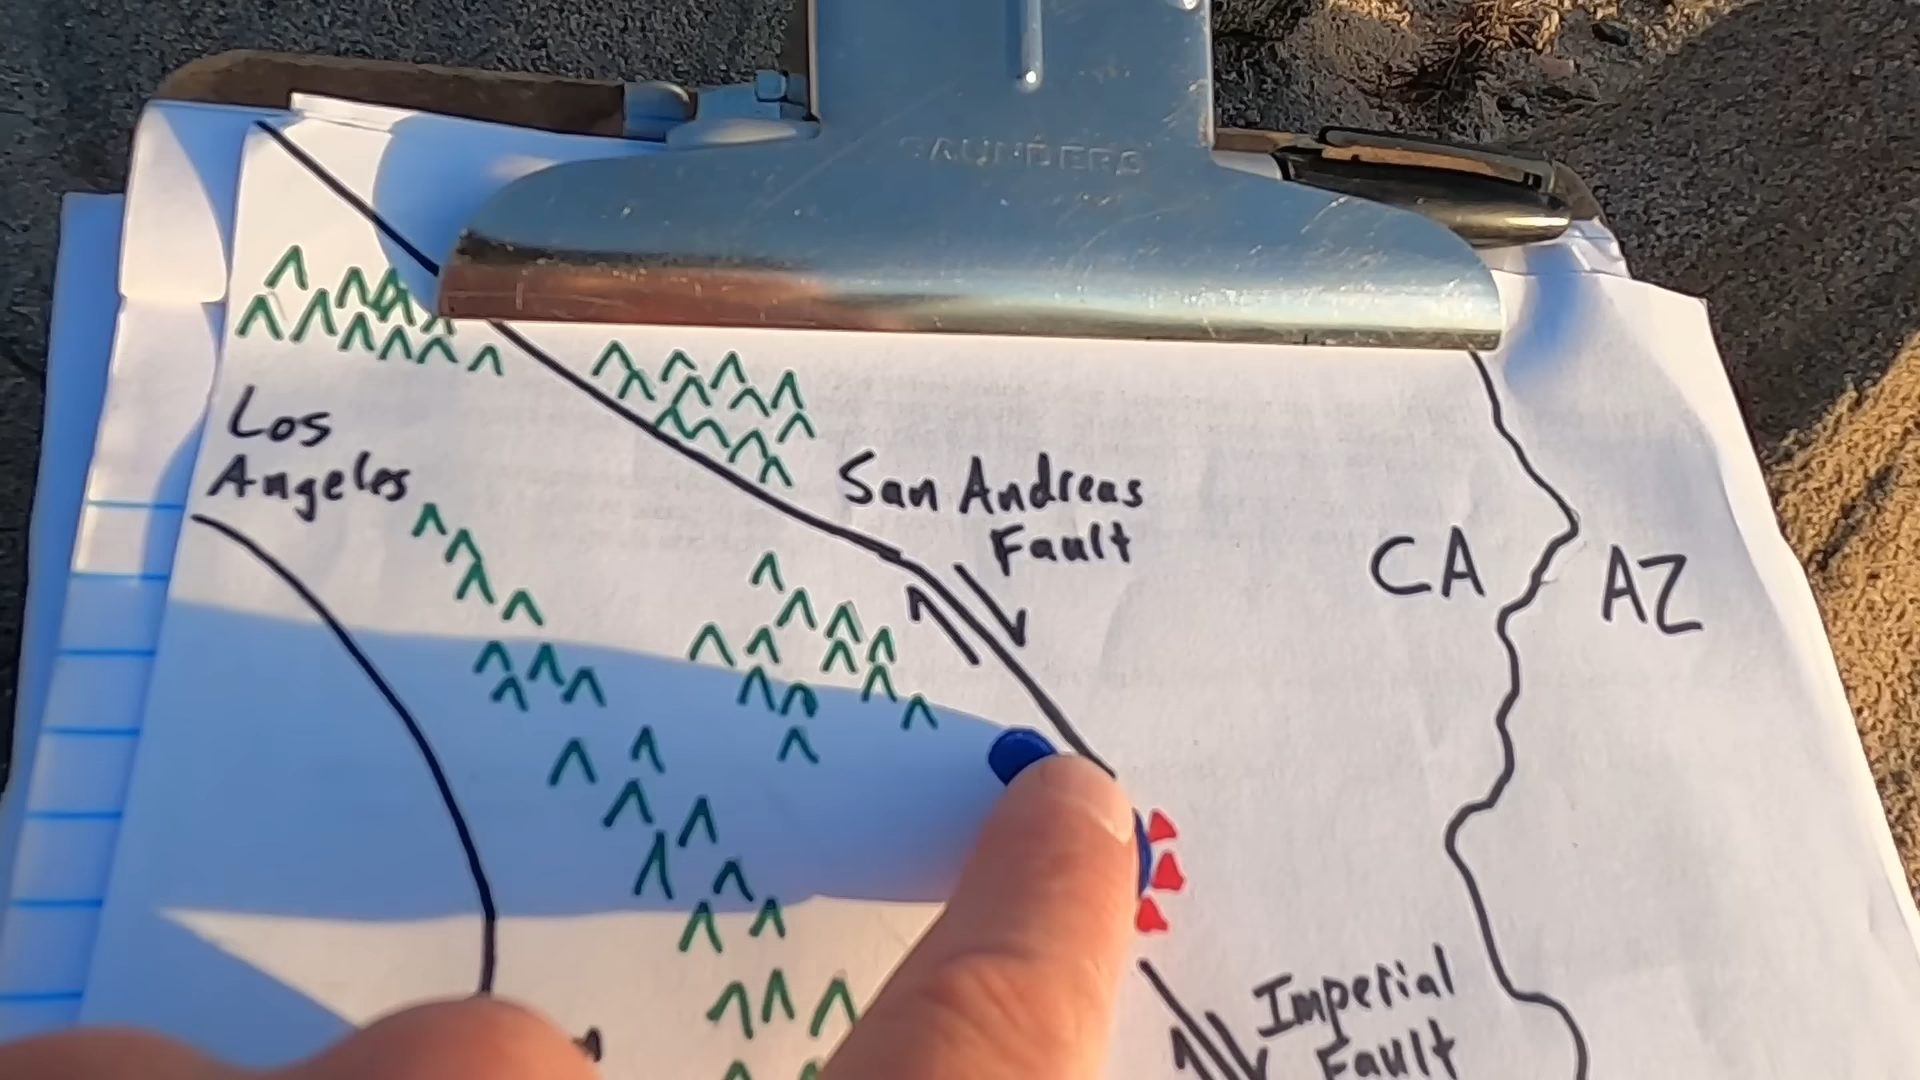 SAUNDERS
Los
Angeles
San Andreas
Fault
CA
AZ
Imperial
Fault